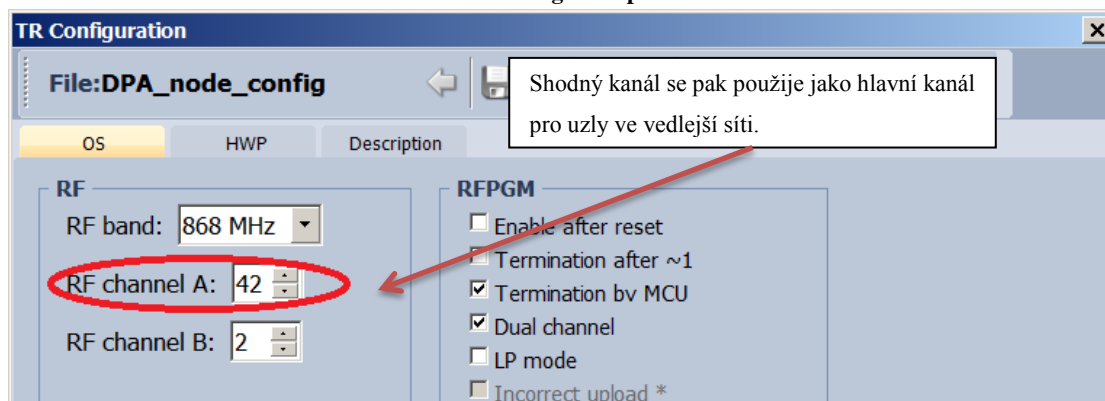 TR Configuration
File:DPA_node_config
Shodný kanál se pak použije jako hlavní kanál
pro uzly ve vedlejší síti.
OS HWP Description
RF
RF band: 868 MHz
RF channel A: 42
RF channel B: 2
RFPGM
Enable after reset
Termination after ~1
Termination by MCU
Dual channel
LP mode
Incorrect upload *